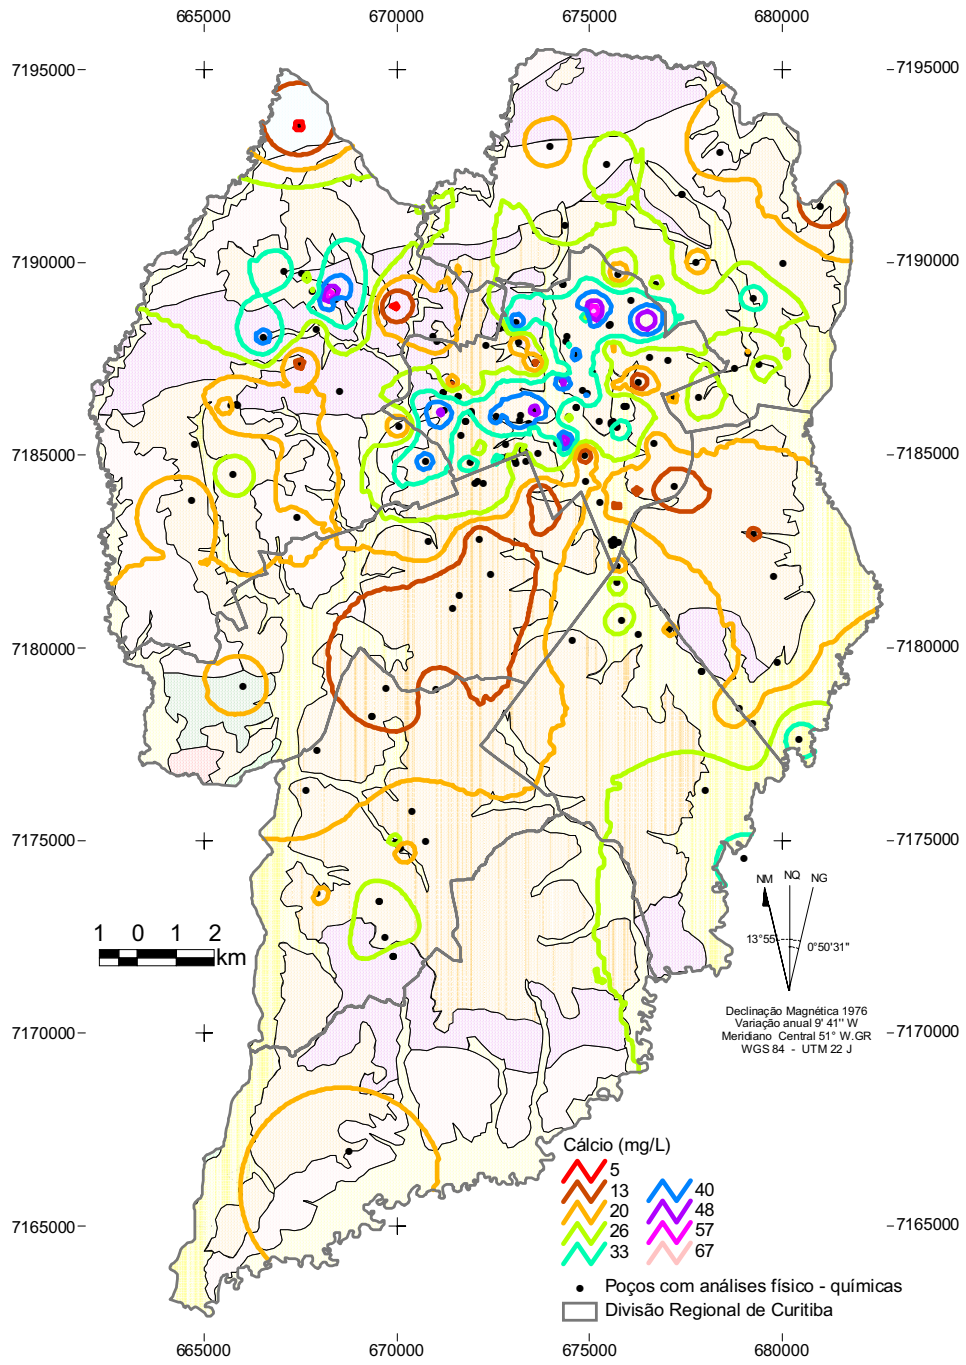 665000 670000 675000 680000
7195000 7195000
7190000 7190000
7185000 7185000
7180000 7180000
7175000 7175000
NM NQ NG
13°55' 0°50'31"
1 0 1 2
km
Declinação Magnética 1976
Variação anual 9' 41'' W
Meridiano Central 51° W.GR
WGS 84 - UTM 22 J
7170000 7170000
Cálcio (mg/L)
5
13 40
20 48
26 57
33 67
7165000 7165000
Poços com análises físico - químicas
Divisão Regional de Curitiba
665000 670000 675000 680000